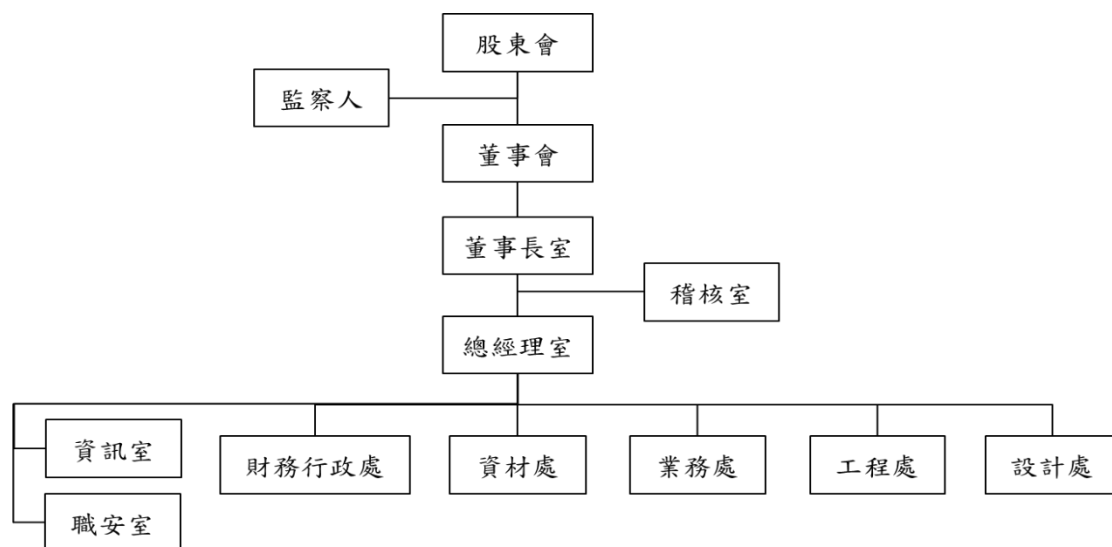 股東會
監察人
董事會
董事長室
稽核室
總經理室
資訊室
財務行政處
資材處
業務處
工程處
設計處
職安室